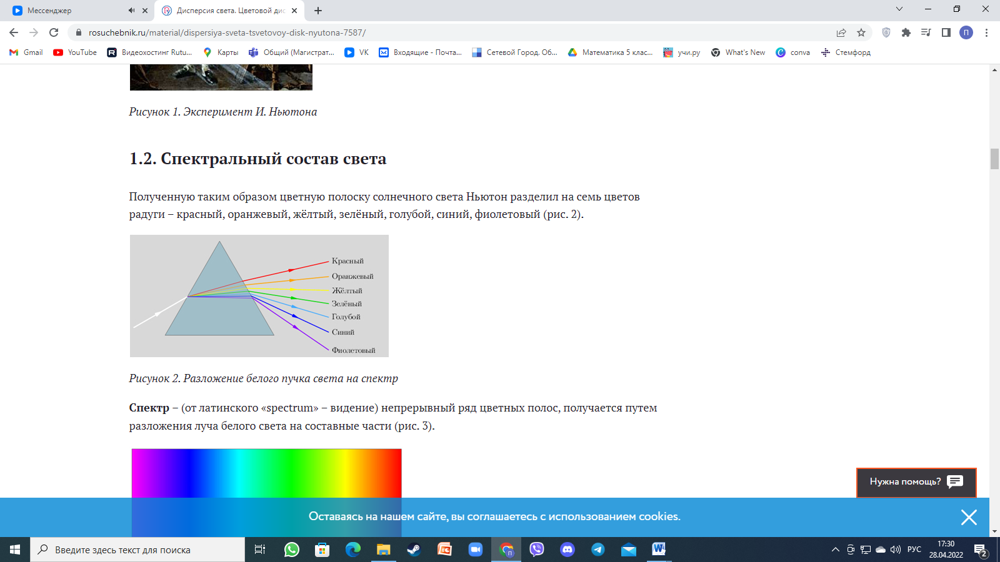 Мессенджер
Дисперсия света. Цветовой дис
rosuchebnik.ru/material/dispersiya-sveta-tsvetovoy-disk-nyutona-7587/
П
Gmail
YouTube
Видеохостинг Rutu...
Карты
Общий (Магистрат...
VK
Входящие - Почта...
Сетевой Город. Об...
Математика 5 клас...
учи.ру
What's New
conva
Стемфорд
Рисунок 1. Эксперимент И. Ньютона
1.2. Спектральный состав света
Полученную таким образом цветную полоску солнечного света Ньютон разделил на семь цветов
радуги – красный, оранжевый, жёлтый, зелёный, голубой, синий, фиолетовый (рис. 2).
Красный
Оранжевый
Жёлтый
Зелёный
Голубой
Синий
Фиолетовый
Рисунок 2. Разложение белого пучка света на спектр
Спектр – (от латинского «spectrum» – видение) непрерывный ряд цветных полос, получается путем
разложения луча белого света на составные части (рис. 3).
Нужна помощь?
Оставаясь на нашем сайте, вы соглашаетесь с использованием cookies.
Введите здесь текст для поиска
РУС
17:30
28.04.2022
2